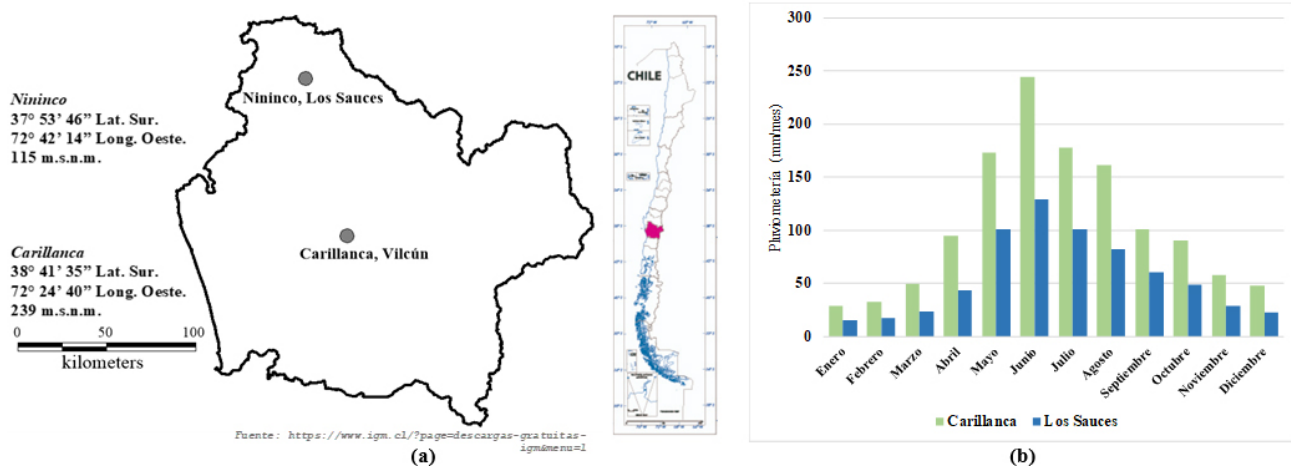 Nininco
37° 53' 46” Lat. Sur.
72° 42' 14” Long. Oeste.
115 m.s.n.m.
Nininco, Los Sauces
Carillanca
38° 41' 35” Lat. Sur.
72° 24' 40” Long. Oeste.
239 m.s.n.m.
Carillanca, Vilcún
0 50 100
kilometers
Fuente: https://www.igm.cl/?page=descargas-gratuitas-
igm&menu=1
(a)
CHILE
Pluviometería (mm/mes)
300
250
200
150
100
50
0
Enero
Febrero
Marzo
Abril
Mayo
Junio
Julio
Agosto
Septiembre
Octubre
Noviembre
Diciembre
Carillanca Los Sauces
(b)